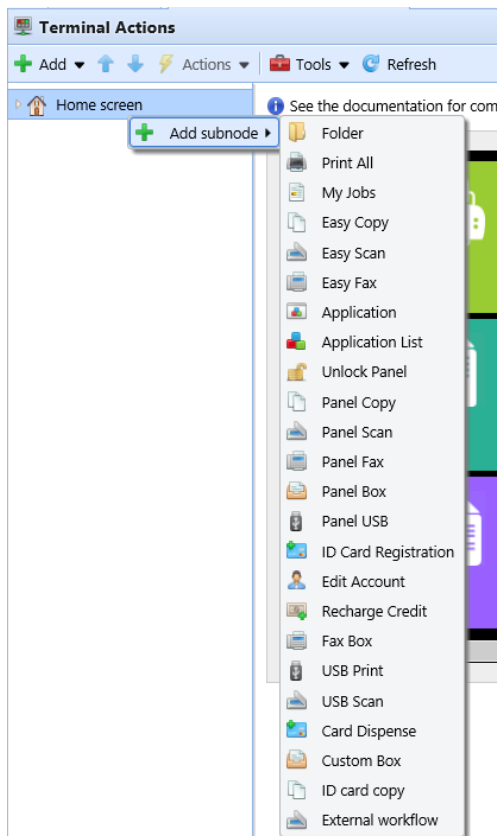 Terminal Actions
Add Actions Tools Refresh
Home screen
See the documentation for com
Add subnode
Folder
Print All
My Jobs
Easy Copy
Easy Scan
Easy Fax
Application
Application List
Unlock Panel
Panel Copy
Panel Scan
Panel Fax
Panel Box
Panel USB
ID Card Registration
Edit Account
Recharge Credit
Fax Box
USB Print
USB Scan
Card Dispense
Custom Box
ID card copy
External workflow